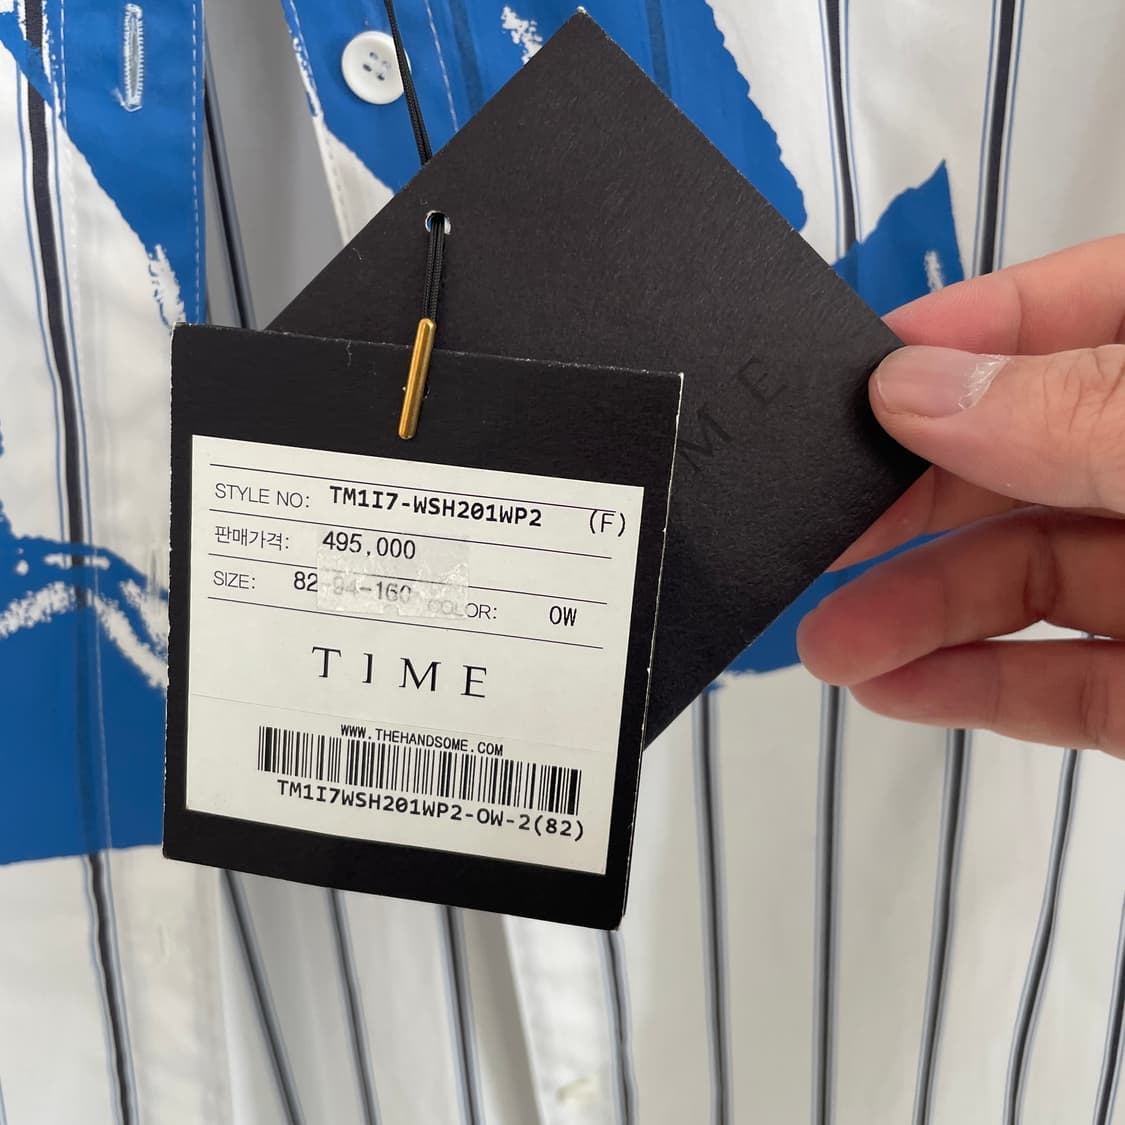 M E
STYLE NO: TM1I7-WSH201WP2 (F)
판매가격: 495,000
SIZE: 82-94-160 COLOR: OW
TIME
WWW.THEHANDSOME.COM
TM1I7WSH201WP2-OW-2(82)